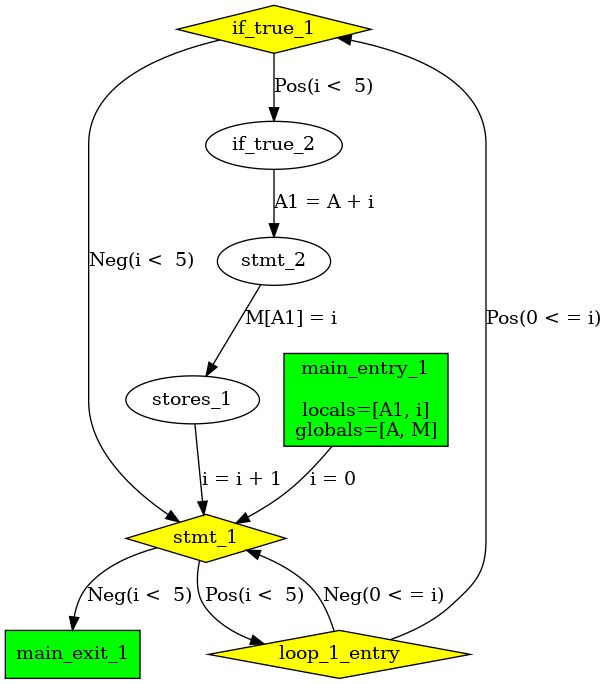 if_true_1
Pos(i <  5)
if_true_2
A1 = A + i
Neg(i <  5)
stmt_2
M[A1] = i
Pos(0 < = i)
main_entry_1
locals=[A1, i]
globals=[A, M]
stores_1
i = i + 1
i = 0
stmt_1
Neg(i <  5)
Pos(i <  5)
Neg(0 < = i)
main_exit_1
loop_1_entry